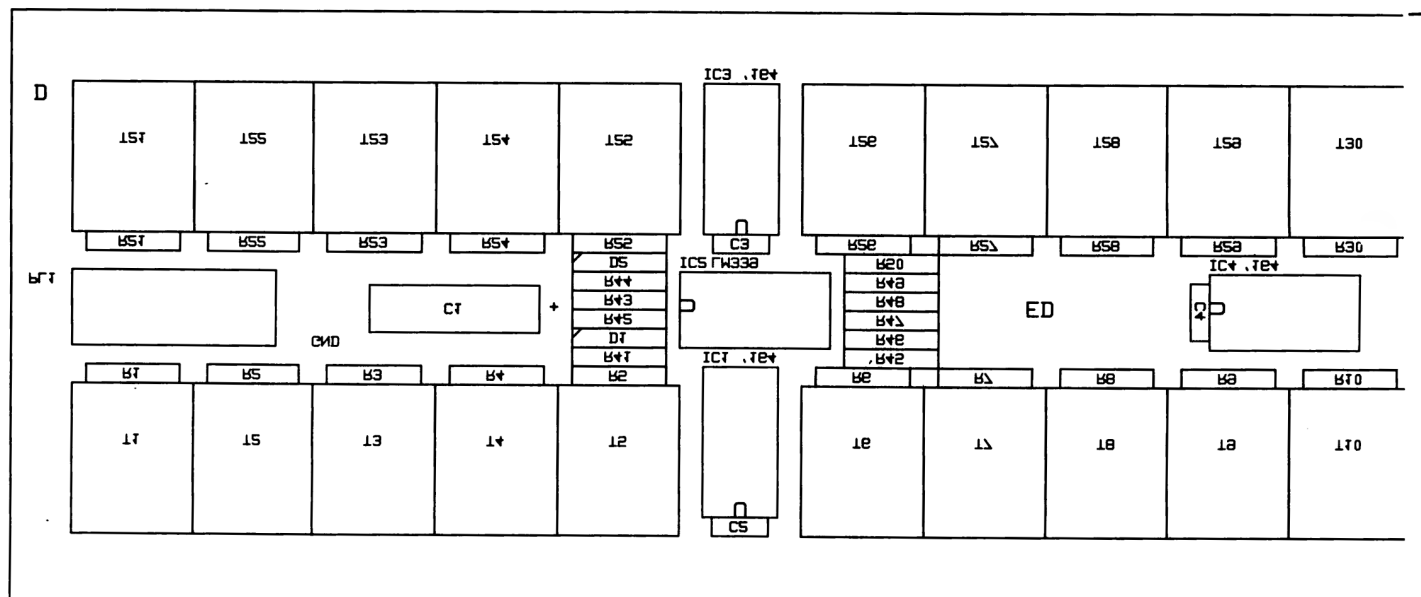 IC3 '164
IC2 LM339
IC1 '164
IC4 '164
D
T21 T22 T23 T24 T25 T26 T27 T28 T29 T30
R21 R22 R23 R24 R25 C3 R26 R27 R28 R29 R30
PL1
C1 +
GND
D2
R44
R43
R42
D1
R41
R50
R49
R48
R47
R46
R45
ED
C4
R1 R2 R3 R4 R5 R6 R7 R8 R9 R10
T1 T2 T3 T4 T5 T6 T7 T8 T9 T10
C2